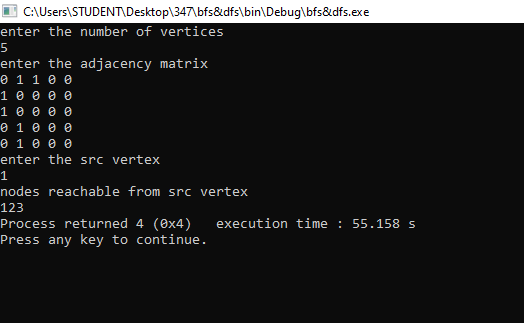 C:\Users\STUDENT\Desktop\347\bfs&dfs\bin\Debug\bfs&dfs.exe
enter the number of vertices
5
enter the adjacency matrix
0 1 1 0 0
1 0 0 0 0
1 0 0 0 0
0 1 0 0 0
0 1 0 0 0
enter the src vertex
1
nodes reachable from src vertex
123
Process returned 4 (0x4)   execution time : 55.158 s
Press any key to continue.